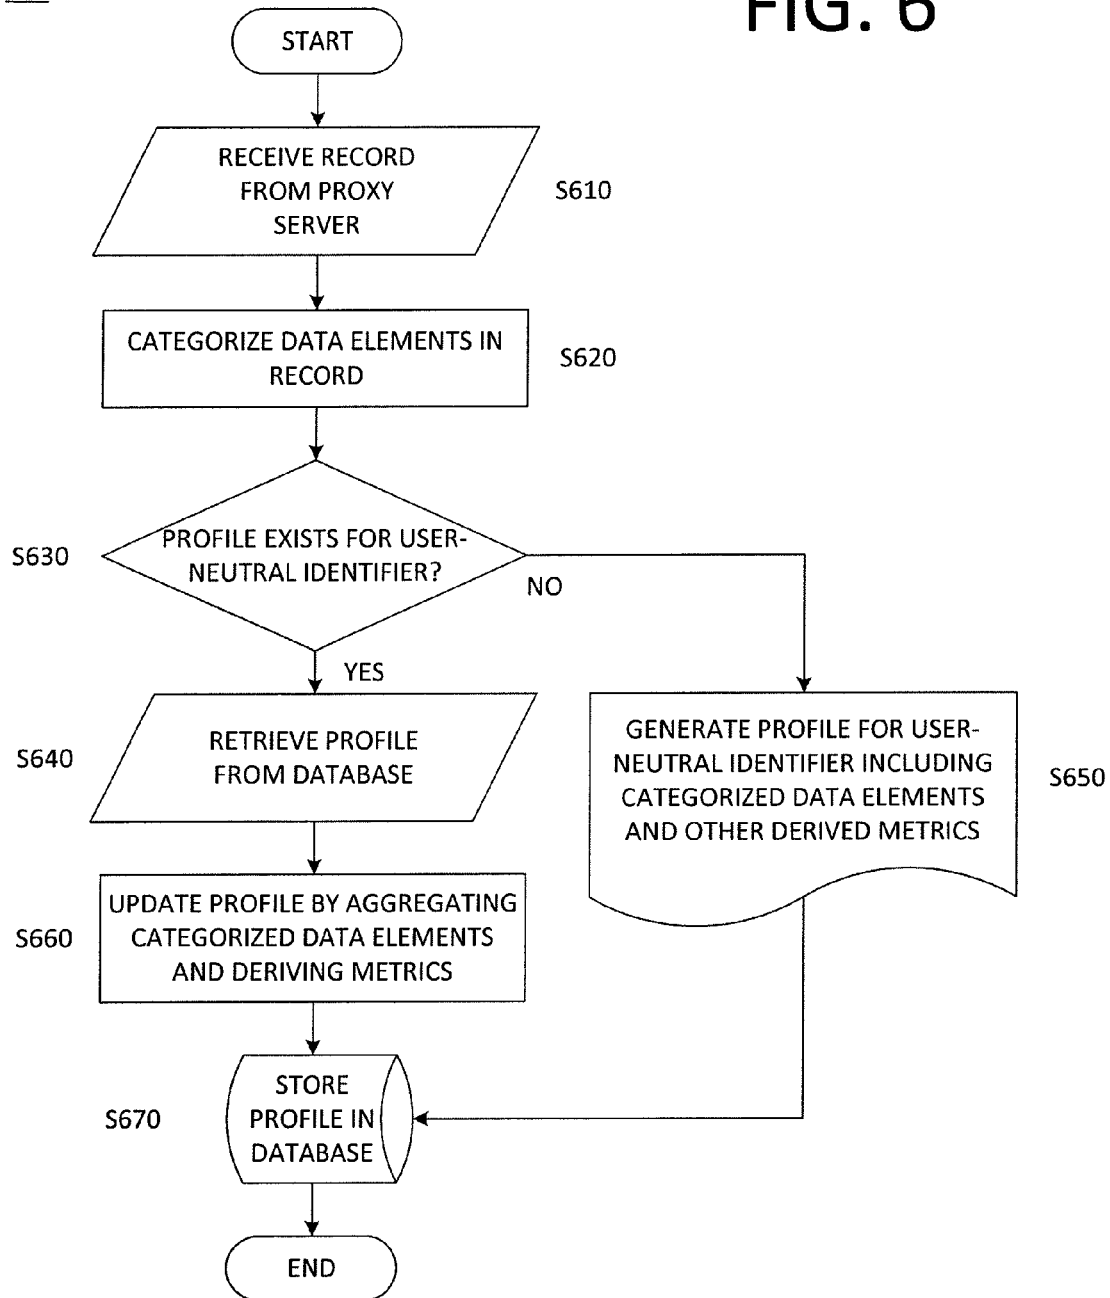 FIG. 6
START
RECEIVE RECORD
FROM PROXY
SERVER
S610
CATEGORIZE DATA ELEMENTS IN
RECORD
S620
PROFILE EXISTS FOR USER-
NEUTRAL IDENTIFIER?
S630
NO
YES
RETRIEVE PROFILE
FROM DATABASE
S640
GENERATE PROFILE FOR USER-
NEUTRAL IDENTIFIER INCLUDING
CATEGORIZED DATA ELEMENTS
AND OTHER DERIVED METRICS
S650
UPDATE PROFILE BY AGGREGATING
CATEGORIZED DATA ELEMENTS
AND DERIVING METRICS
S660
STORE
PROFILE IN
DATABASE
S670
END